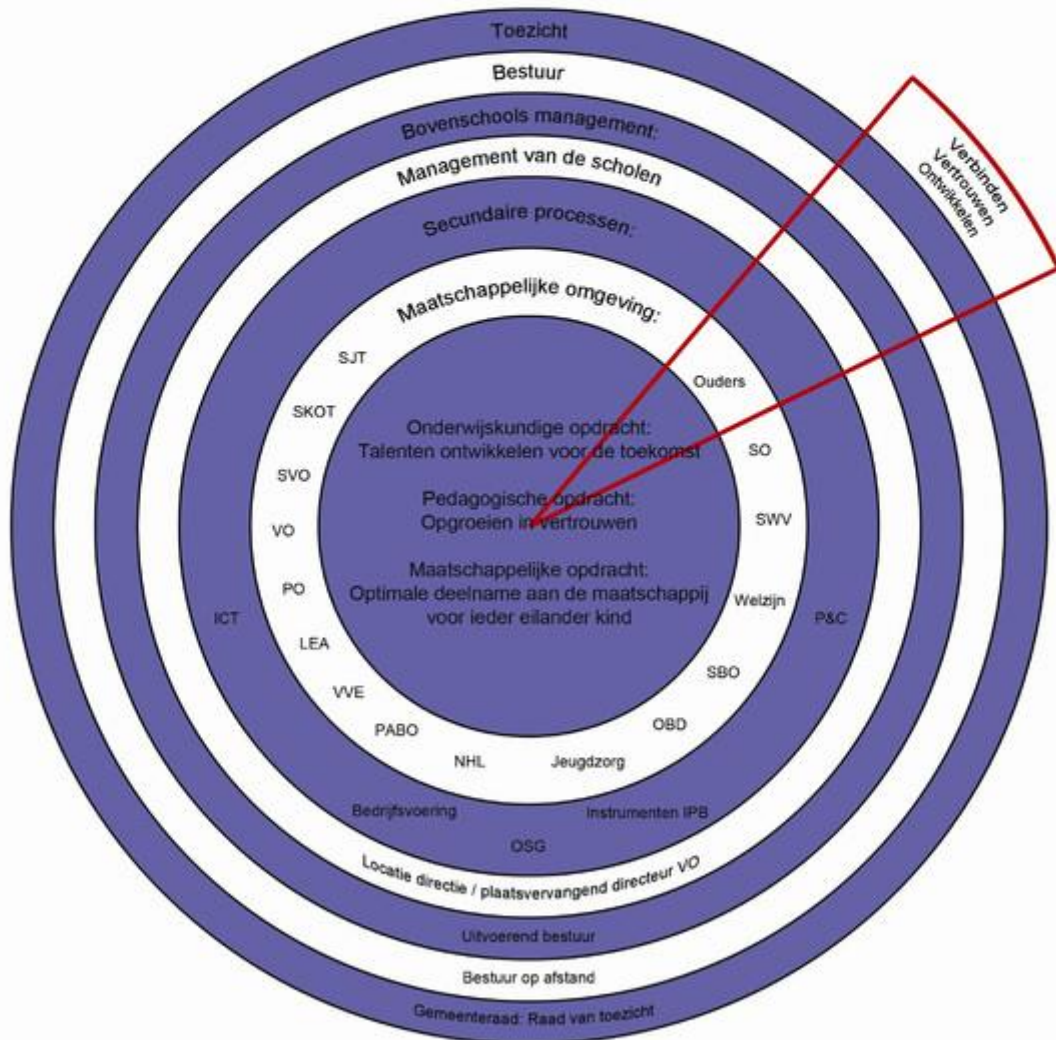 Toezicht
Bestuur
Bovenschools management:
Management van de scholen
Secundaire processen:
Maatschappelijke omgeving:
Verbinden
Vertrouwen
Ontwikkelen
SJT
SKOT
SVO
VO
PO
LEA
VVE
PABO
NHL
Jeugdzorg
OBD
SBO
Welzijn
SWV
SO
Ouders
Onderwijskundige opdracht:
Talenten ontwikkelen voor de toekomst
Pedagogische opdracht:
Opgroeien in vertrouwen
Maatschappelijke opdracht:
Optimale deelname aan de maatschappij
voor ieder eilander kind
ICT
P&C
Bedrijfsvoering
Instrumenten IPB
OSG
Locatie directie / plaatsvervangend directeur VO
Uitvoerend bestuur
Bestuur op afstand
Gemeenteraad: Raad van toezicht